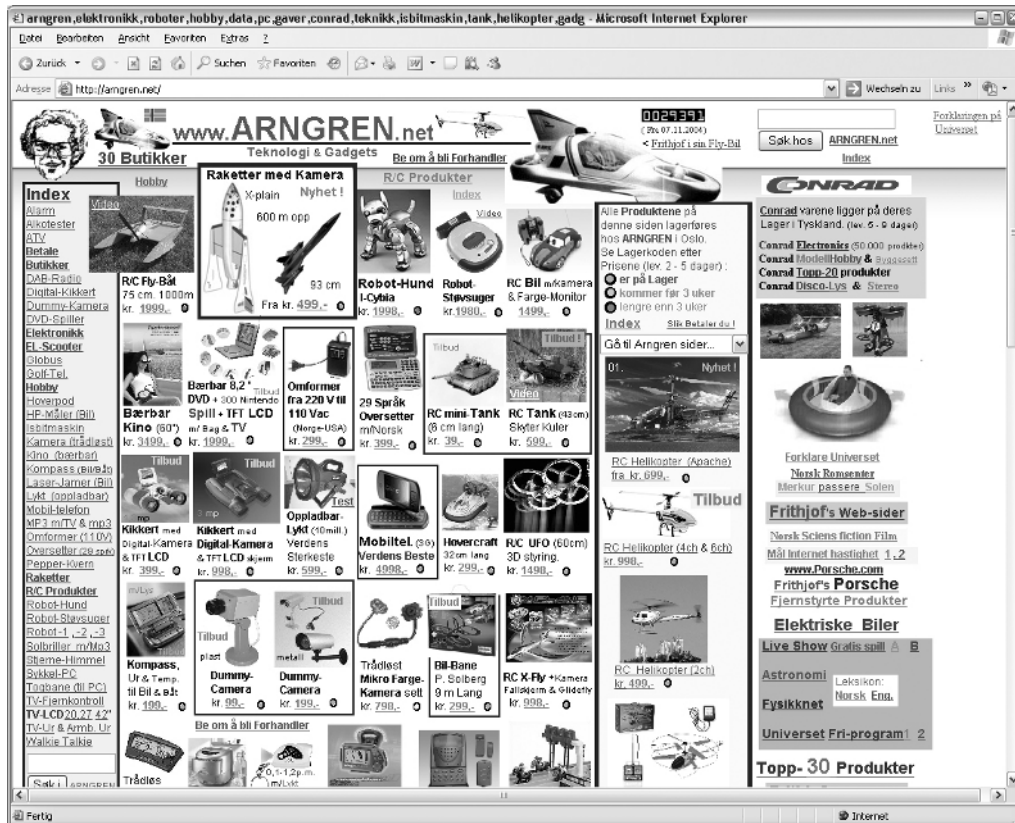 arngren,elektronikk,roboter,hobby,data,pc,gaver,conrad,teknikk,isbitmaskin,tank,helikopter,gadg - Microsoft Internet Explorer
Datei Bearbeiten Ansicht Favoriten Extras ?
Zurück Suchen Favoriten
Adresse http://arngren.net/ Wechseln zu Links
www.ARNGREN.net
Teknologi & Gadgets
30 Butikker
Be om å bli Forhandler
0029391
( Fra 07.11.2004)
< Frithjof i sin Fly-Bil
Søk hos ARNGREN.net
Index
Forklaringen på
Universet
Index
Alarm
Alkotester
ATV
Betale
Butikker
DAB-Radio
Digital-Kikkert
Dummy-Kamera
DVD-Spiller
Elektronikk
EL-Scooter
Globus
Golf-Tel.
Hobby
Hoverpod
HP-Måler (Bil)
Isbitmaskin
Kamera (trådløst)
Kino (bærbar)
Kompass (Bil/Båt)
Laser-Jamer (Bil)
Lykt (oppladbar)
Mobil-telefon
MP3 m/TV & mp3
Omformer (110V)
Oversetter (29 språk)
Pepper-Kvern
Raketter
R/C Produkter
Robot-Hund
Robot-Støvsuger
Robot-1 , -2 , -3
Solbriller m/Mp3
Stjerne-Himmel
Sykkel-PC
Togbane (til PC)
TV-Fjernkontroll
TV-LCD 20,27 42"
TV-Ur & Armb. Ur
Walkie Talkie
Søk i ARNGREN
Hobby
Video
R/C Fly-Båt
75 cm. 1000m
kr. 1999,-
Raketter med Kamera
X-plain Nyhet !
600 m opp
93 cm
Fra kr. 499,-
R/C Produkter
Index
Robot-Hund
I-Cybia
kr. 1998,-
Video
Robot-
Støvsuger
kr. 1980,-
RC Bil m/kamera
& Farge-Monitor
1499,-
Bærbar
Kino (60")
kr. 3499,-
Bærbar 8,2 " Tilbud
DVD + 300 Nintendo
Spill + TFT LCD
m/ Bag & TV
kr. 1999,-
Omformer
fra 220 V til
110 Vac
(Norge-USA)
kr. 299,-
29 Språk
Oversetter
m/Norsk
kr. 399,-
Tilbud
RC mini-Tank
(6 cm lang)
kr. 39,-
Tilbud !
Video
RC Tank (43cm)
Skyter Kuler
kr. 599,-
mp
Kikkert med
Digital-Kamera
& TFT LCD
kr. 399,-
Tilbud
3 mp
Kikkert med
Digital-Kamera
& TFT LCD skjerm
kr. 599,-
Test
Oppladbar-
Lykt (10mill.)
Verdens
Sterkeste
kr. 599,-
Mobiltel. (3G)
Verdens Beste
kr. 4998,-
Hovercraft
32cm lang
kr. 299,-
R/C UFO (60cm)
3D styring.
kr. 1498,-
m/Lys
Tilbud
Kompass,
Ur & Temp.
til Bil & Båt
kr. 199,-
Tilbud
plast
Dummy-
Camera
kr. 99,-
Tilbud
metall
Dummy-
Camera
kr. 199,-
Trådløst
Mikro Farge-
Kamera sett
kr. 798,-
Tilbud
Bil-Bane
P. Solberg
9 m Lang
kr. 299,-
RC X-Fly +Kamera
Fallskjerm & Glidefly
kr. 998,-
Be om å bli Forhandler
Trådløs
0,1-1,2p.m.
m/Lykt
Alle Produktene på
denne siden lagerføres
hos ARNGREN i Oslo.
Se Lagerkoden etter
Prisene (lev. 2 - 5 dager) :
er på Lager
kommer før 3 uker
lengre enn 3 uker
Index Slik Betaler du !
Gå til Arngren sider...
01. Nyhet !
RC Helikopter (Apache)
fra kr. 699,-
Tilbud
RC Helikopter (4ch & 6ch)
kr. 998,-
RC Helikopter (2ch)
kr. 499,-
CONRAD
Conrad varene ligger på deres
Lager i Tyskland. (lev. 5 - 9 dager)
Conrad Electronics (50.000 produkter)
Conrad ModellHobby & Byggesett
Conrad Topp-20 produkter
Conrad Disco-Lys & Stereo
Forklare Universet
Norsk Romsenter
Merkur passere Solen
Frithjof's Web-sider
Norsk Sciens fiction Film
Mål Internet hastighet 1 , 2
www.Porsche.com
Frithjof's Porsche
Fjernstyrte Produkter
Elektriske Biler
Live Show Gratis spill A B
Astronomi
Leksikon:
Norsk Eng.
Fysikknet
Universet Fri-program 1 2
Topp- 30 Produkter
Fertig Internet